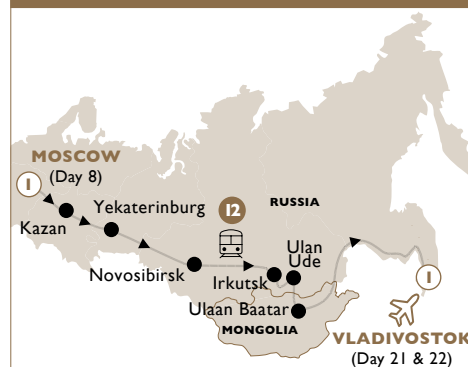 MOSCOW
(Day 8)
1
Kazan
Yekaterinburg
12
RUSSIA
Novosibirsk
Ulan
Ude
Irkutsk
Ulaan Baatar
MONGOLIA
1
VLADIVOSTOK
(Day 21 & 22)